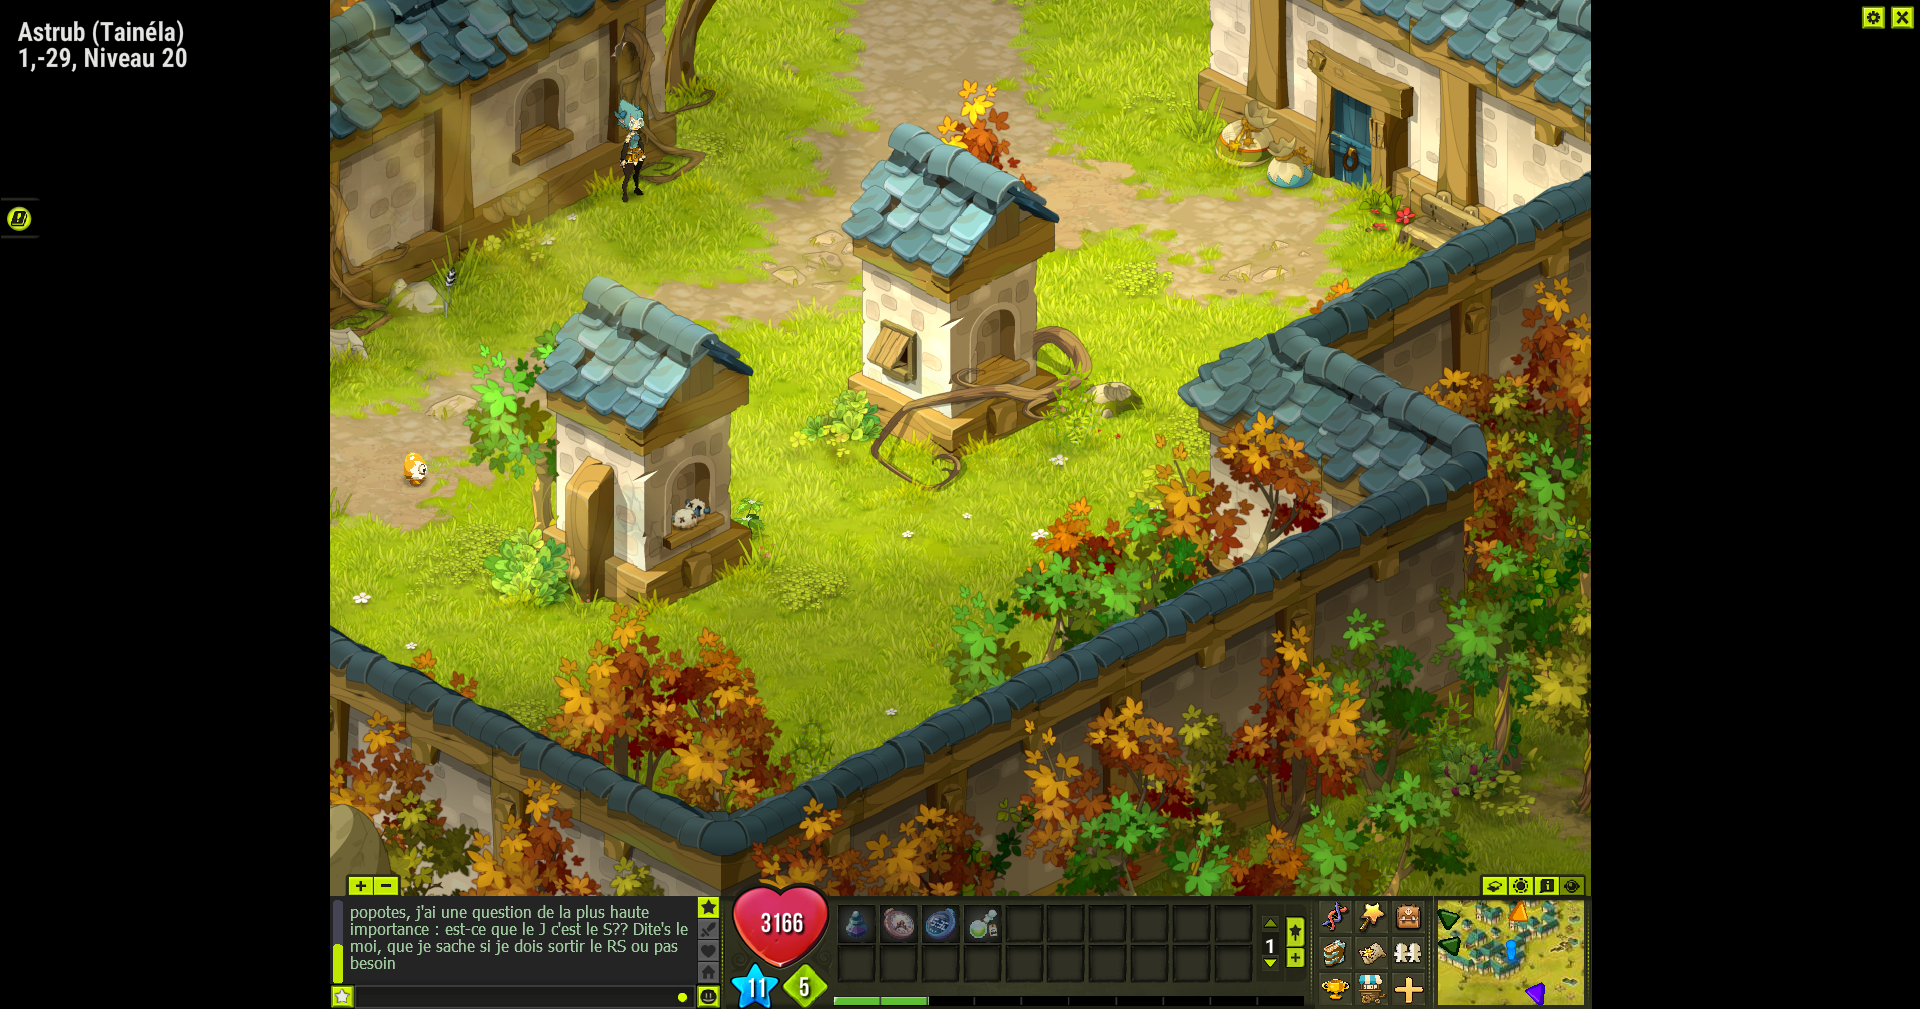 Astrub (Tainéla)
1,-29, Niveau 20
popotes, j'ai une question de la plus haute
importance : est-ce que le J c'est le S?? Dite's le
moi, que je sache si je dois sortir le RS ou pas
besoin
3166
11
5
1
SHOP